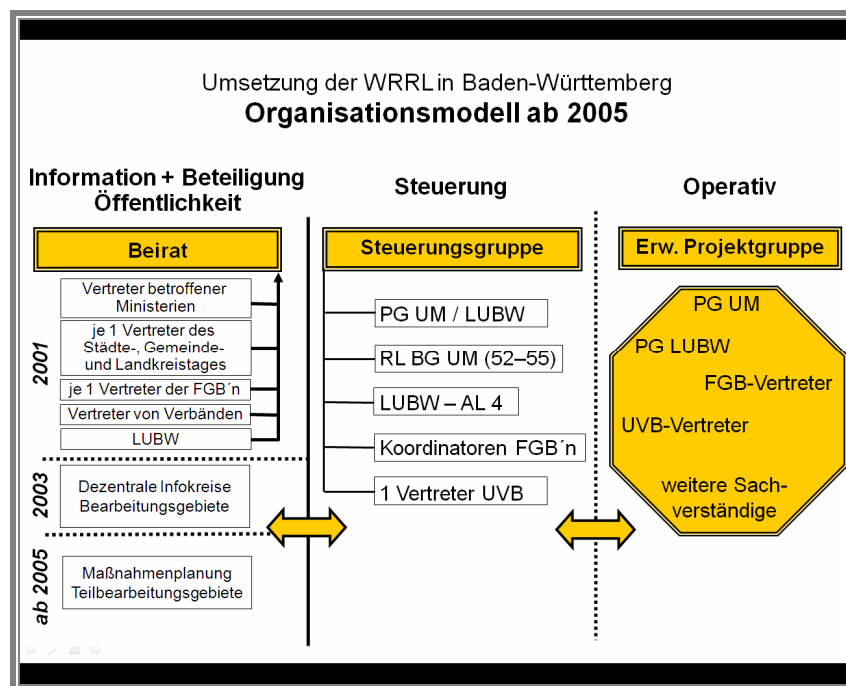 Umsetzung der WRRL in Baden-Württemberg
Organisationsmodell ab 2005
Information + Beteiligung
Öffentlichkeit
Beirat
2001
Vertreter betroffener
Ministerien
je 1 Vertreter des
Städte-, Gemeinde-
und Landkreistages
je 1 Vertreter der FGB´n
Vertreter von Verbänden
LUBW
2003
Dezentrale Infokreise
Bearbeitungsgebiete
ab 2005
Maßnahmenplanung
Teilbearbeitungsgebiete
Steuerung
Steuerungsgruppe
PG UM / LUBW
RL BG UM (52–55)
LUBW – AL 4
Koordinatoren FGB´n
1 Vertreter UVB
Operativ
Erw. Projektgruppe
PG UM
PG LUBW
FGB-Vertreter
UVB-Vertreter
weitere Sach-
verständige